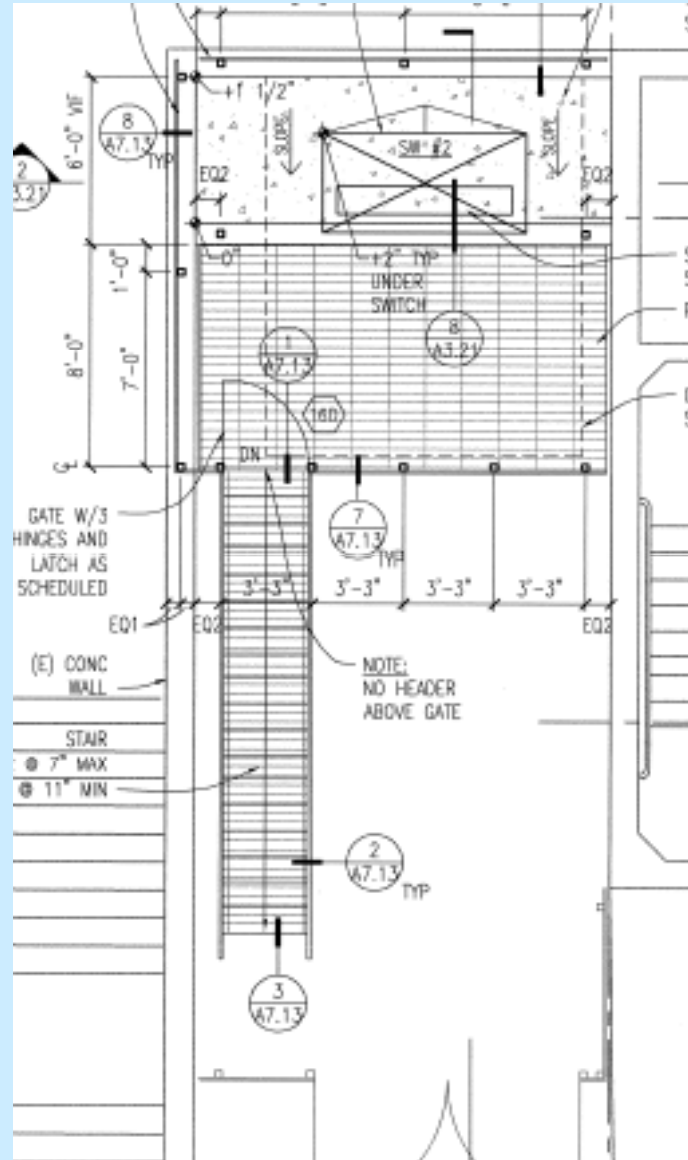 +1 1/2"
8
A7.13
TYP
6'-0" VIF
SLOPE
SW #2
SLOPE
2
3.21
EQ2
EQ2
0"
+2" TYP
UNDER
SWITCH
1'-0"
8'-0"
7'-0"
1
A7.13
8
A3.21
160
DN
GATE W/3
HINGES AND
LATCH AS
SCHEDULED
7
A7.13
TYP
3'-3"
3'-3"
3'-3"
3'-3"
EQ1
EQ2
EQ2
(E) CONC
WALL
NOTE:
NO HEADER
ABOVE GATE
STAIR
@ 7" MAX
@ 11" MIN
2
A7.13
TYP
3
A7.13